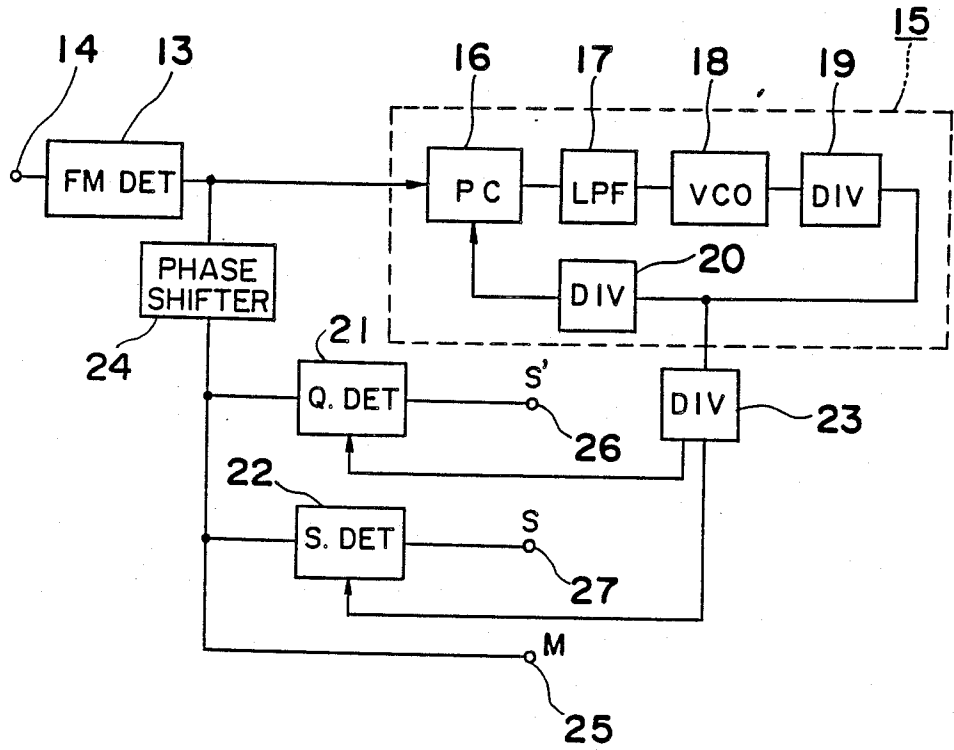 15
14
13
16
17
18
19
FM DET
PC
LPF
VCO
DIV
PHASE
SHIFTER
20
DIV
24
21
Q. DET
S'
26
DIV
23
22
S. DET
S
27
M
25